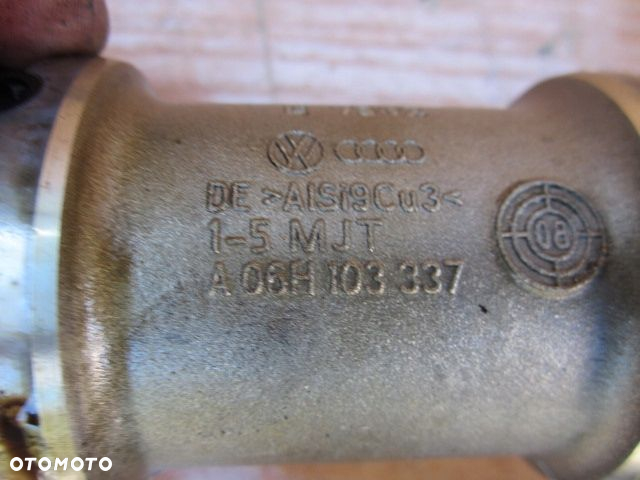 DE >AlSi9Cu3<
1-5 MJT
A 06H 103 337
08
OTOMOTO